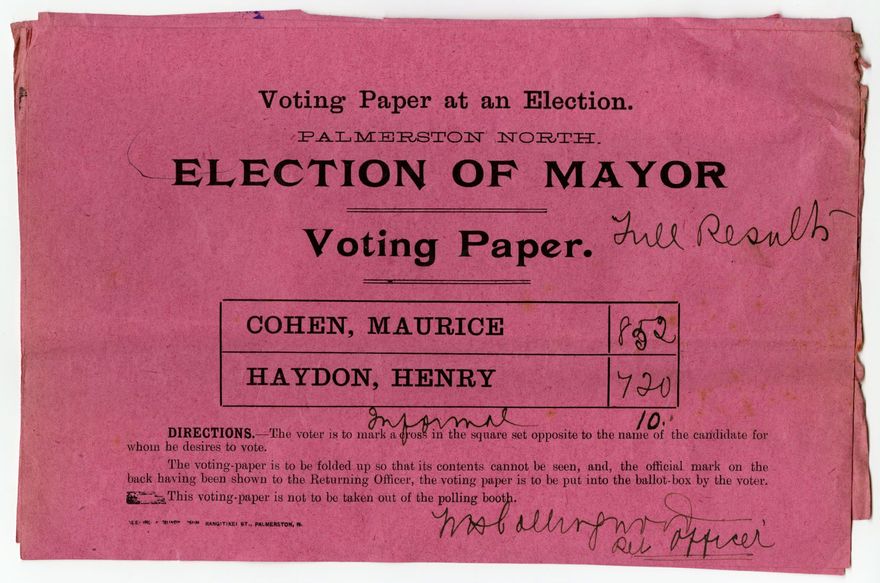 Voting Paper at an Election.
PALMERSTON NORTH.
ELECTION OF MAYOR
Voting Paper. Full Results
COHEN, MAURICE 852
HAYDON, HENRY 720
Informal 10.
DIRECTIONS.—The voter is to mark a cross in the square set opposite to the name of the candidate for
whom he desires to vote.
The voting-paper is to be folded up so that its contents cannot be seen, and, the official mark on the
back having been shown to the Returning Officer, the voting paper is to be put into the ballot-box by the voter.
This voting-paper is not to be taken out of the polling booth.
RANGITIKEI ST., PALMERSTON, N.
Ret Officer